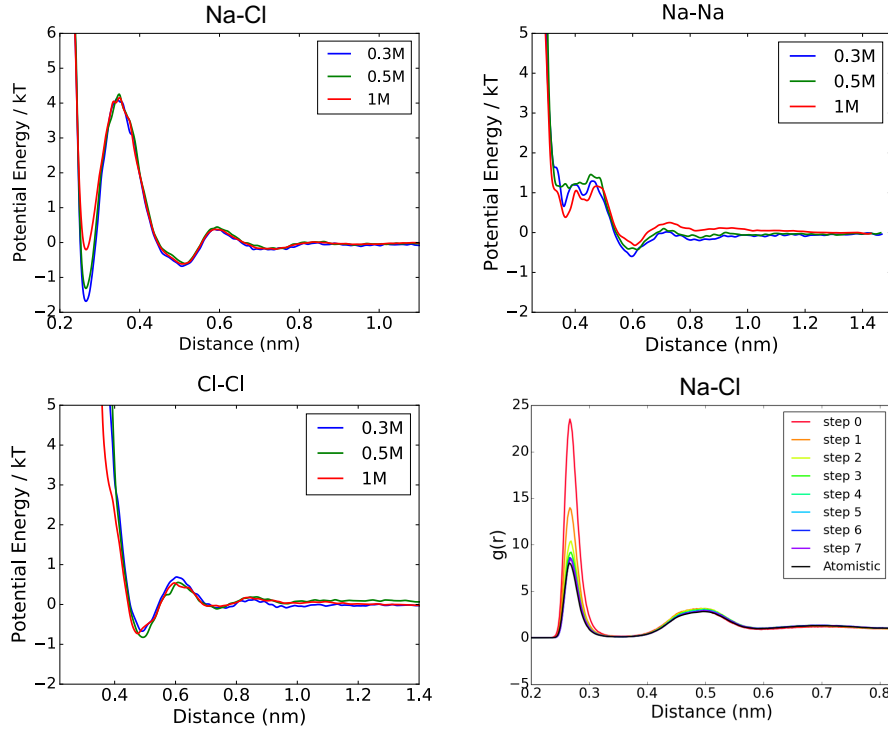 Na-Cl
6
5
4
3
2
1
0
−1
−2
0.2
0.4
0.6
0.8
1.0
Potential Energy / kT
Distance (nm)
0.3M
0.5M
1M
Na-Na
5
4
3
2
1
0
−1
−2
0.4
0.6
0.8
1.0
1.2
1.4
Potential Energy / kT
Distance (nm)
0.3M
0.5M
1M
Cl-Cl
5
4
3
2
1
0
−1
−2
0.4
0.6
0.8
1.0
1.2
1.4
Potential Energy / kT
Distance (nm)
0.3M
0.5M
1M
Na-Cl
25
20
15
10
5
0
−5
0.2
0.3
0.4
0.5
0.6
0.7
0.8
g(r)
Distance (nm)
step 0
step 1
step 2
step 3
step 4
step 5
step 6
step 7
Atomistic